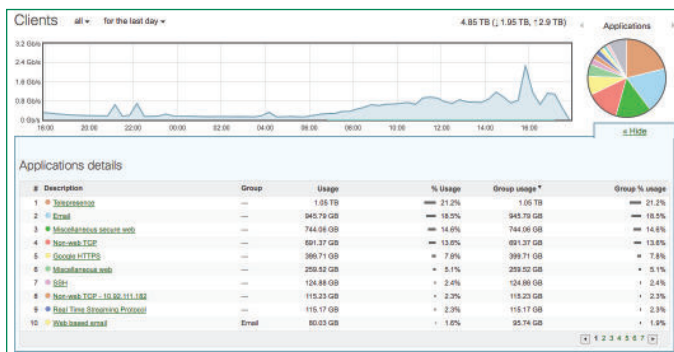 Clients all for the last day 4.85 TB (↓ 1.95 TB, ↑ 2.9 TB) Applications
3.2 Gb/s
2.4 Gb/s
1.6 Gb/s
0.8 Gb/s
0 Gb/s
16:00 20:00 22:00 00:00 02:00 04:00 06:00 08:00 10:00 12:00 14:00 16:00
« Hide
Applications details
# Description Group Usage % Usage Group usage Group % usage
1 Telepresence — 1.05 TB 21.2% 1.05 TB 21.2%
2 Email — 945.79 GB 18.5% 945.79 GB 18.5%
3 Miscellaneous secure web — 744.06 GB 14.6% 744.06 GB 14.6%
4 Non-web TCP — 691.37 GB 13.6% 691.37 GB 13.6%
5 Google HTTPS — 399.71 GB 7.8% 399.71 GB 7.8%
6 Miscellaneous web — 259.52 GB 5.1% 259.52 GB 5.1%
7 SSH — 2.4% 2.4%
8 Non-web TCP - 10.92.111.182 — 115.23 GB 2.3% 115.23 GB 2.3%
9 Real Time Streaming Protocol — 115.17 GB 2.3% 115.17 GB 2.3%
10 Web based email Email 80.03 GB 1.6% 95.74 GB 1.9%
1 2 3 4 5 6 7